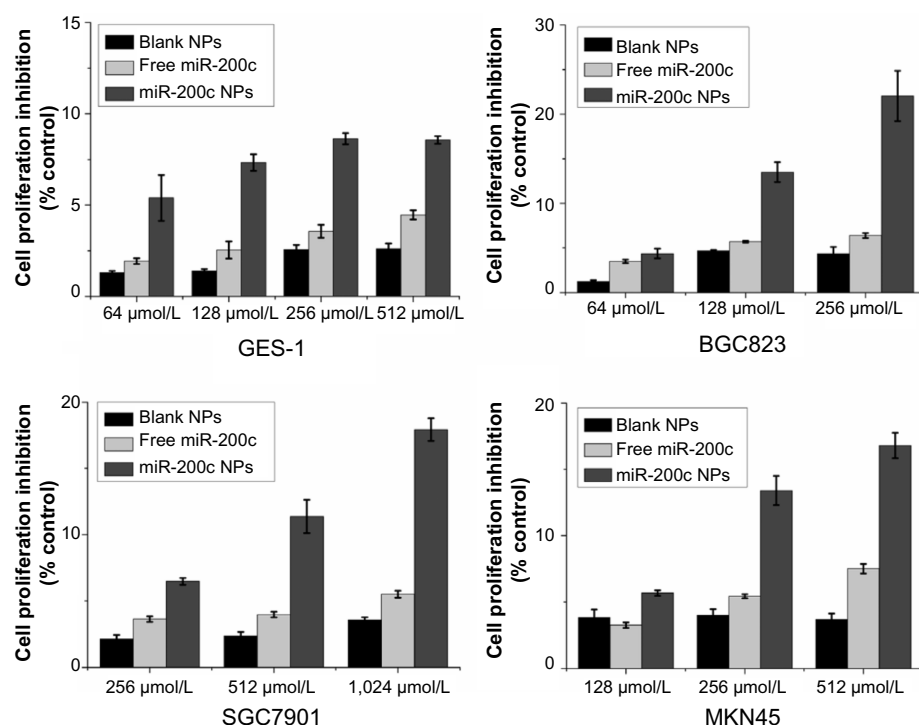 Cell proliferation inhibition
(% control)
15
10
5
0
Blank NPs
Free miR-200c
miR-200c NPs
64 µmol/L 128 µmol/L 256 µmol/L 512 µmol/L
GES-1
Cell proliferation inhibition
(% control)
30
20
10
0
Blank NPs
Free miR-200c
miR-200c NPs
64 µmol/L 128 µmol/L 256 µmol/L
BGC823
Cell proliferation inhibition
(% control)
20
10
0
Blank NPs
Free miR-200c
miR-200c NPs
256 µmol/L 512 µmol/L 1,024 µmol/L
SGC7901
Cell proliferation inhibition
(% control)
20
10
0
Blank NPs
Free miR-200c
miR-200c NPs
128 µmol/L 256 µmol/L 512 µmol/L
MKN45